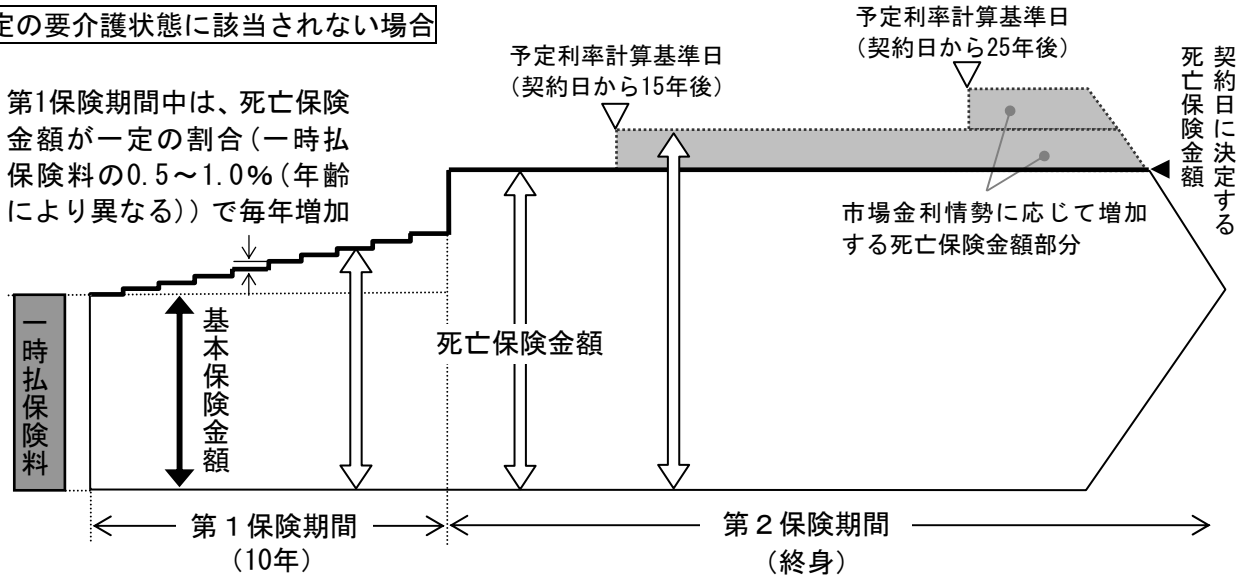 定の要介護状態に該当されない場合
第1保険期間中は、死亡保険
金額が一定の割合（一時払
保険料の0.5～1.0%（年齢
により異なる））で毎年増加
予定利率計算基準日
（契約日から15年後）
予定利率計算基準日
（契約日から25年後）
契約日に決定する
死亡保険金額
市場金利情勢に応じて増加
する死亡保険金額部分
一時払保険料
基本保険金額
死亡保険金額
第１保険期間
（10年）
第２保険期間
（終身）